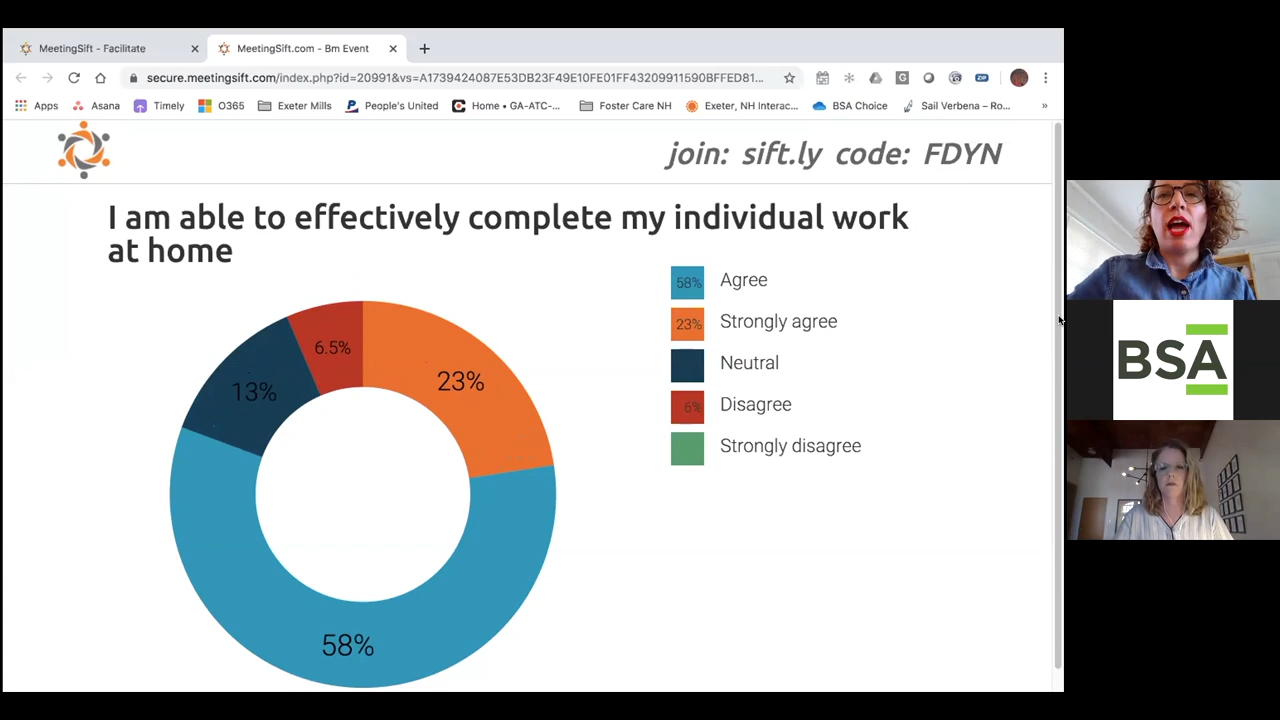 MeetingSift - Facilitate
MeetingSift.com - Bm Event
secure.meetingsift.com/index.php?id=20991&vs=A1739424087E53DB23F49E10FE01FF43209911590BFFED81...
ZIP
Apps Asana Timely O365 Exeter Mills People's United Home • GA-ATC-... Foster Care NH Exeter, NH Interac... BSA Choice Sail Verbena – Ro... »
join: sift.ly code: FDYN
I am able to effectively complete my individual work
at home
58% Agree
23% Strongly agree
Neutral
6% Disagree
Strongly disagree
6.5%
23%
13%
58%
BSA